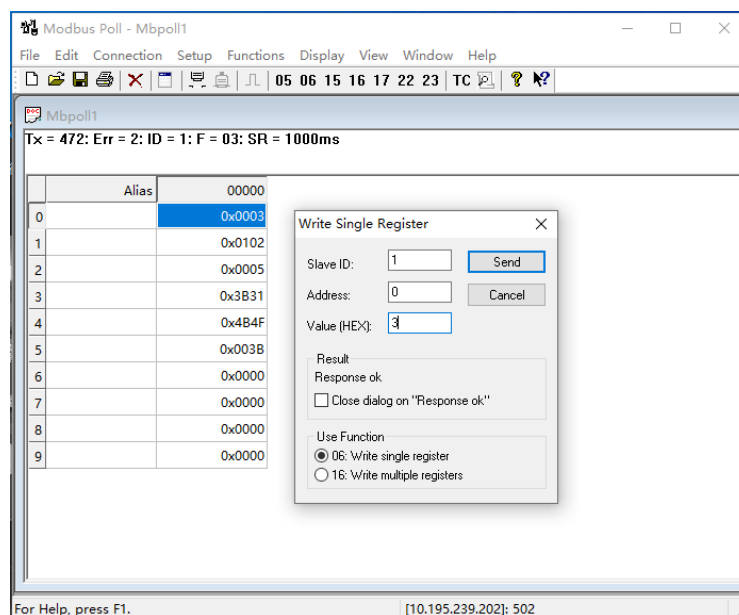 Modbus Poll - Mbpoll1
File Edit Connection Setup Functions Display View Window Help
05 06 15 16 17 22 23 TC
Mbpoll1
Tx = 472: Err = 2: ID = 1: F = 03: SR = 1000ms
Alias 00000
0 0x0003
1 0x0102
2 0x0005
3 0x3B31
4 0x4B4F
5 0x003B
6 0x0000
7 0x0000
8 0x0000
9 0x0000
Write Single Register
Slave ID: 1 Send
Address: 0 Cancel
Value (HEX): 3
Result
Response ok
Close dialog on "Response ok"
Use Function
06: Write single register
16: Write multiple registers
For Help, press F1. [10.195.239.202]: 502